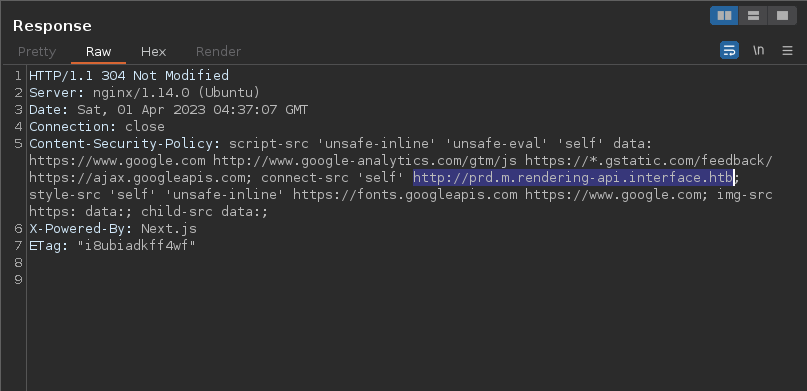 Response
Pretty Raw Hex Render \n
1 HTTP/1.1 304 Not Modified
2 Server: nginx/1.14.0 (Ubuntu)
3 Date: Sat, 01 Apr 2023 04:37:07 GMT
4 Connection: close
5 Content-Security-Policy: script-src 'unsafe-inline' 'unsafe-eval' 'self' data:
https://www.google.com http://www.google-analytics.com/gtm/js https://*.gstatic.com/feedback/
https://ajax.googleapis.com; connect-src 'self' http://prd.m.rendering-api.interface.htb;
style-src 'self' 'unsafe-inline' https://fonts.googleapis.com https://www.google.com; img-src
https: data:; child-src data:;
6 X-Powered-By: Next.js
7 ETag: "i8ubiadkff4wf"
8
9